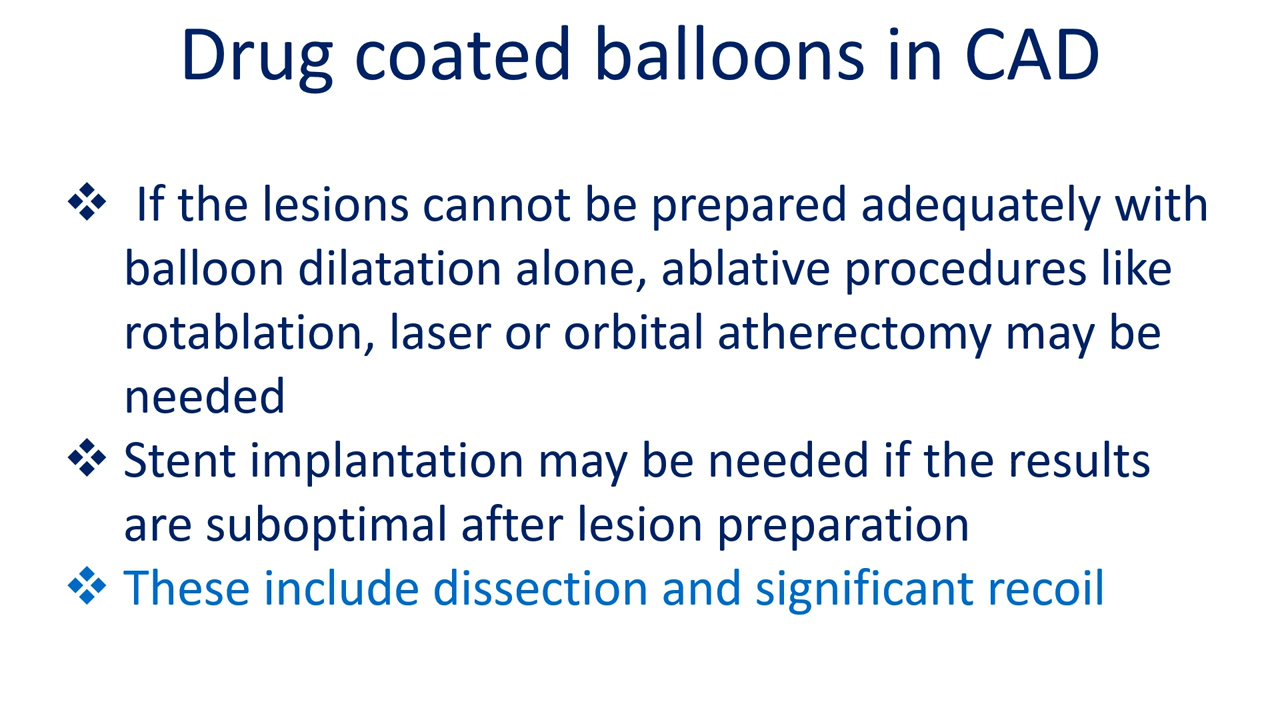 Drug coated balloons in CAD
❖ If the lesions cannot be prepared adequately with
balloon dilatation alone, ablative procedures like
rotablation, laser or orbital atherectomy may be
needed
❖ Stent implantation may be needed if the results
are suboptimal after lesion preparation
❖ These include dissection and significant recoil